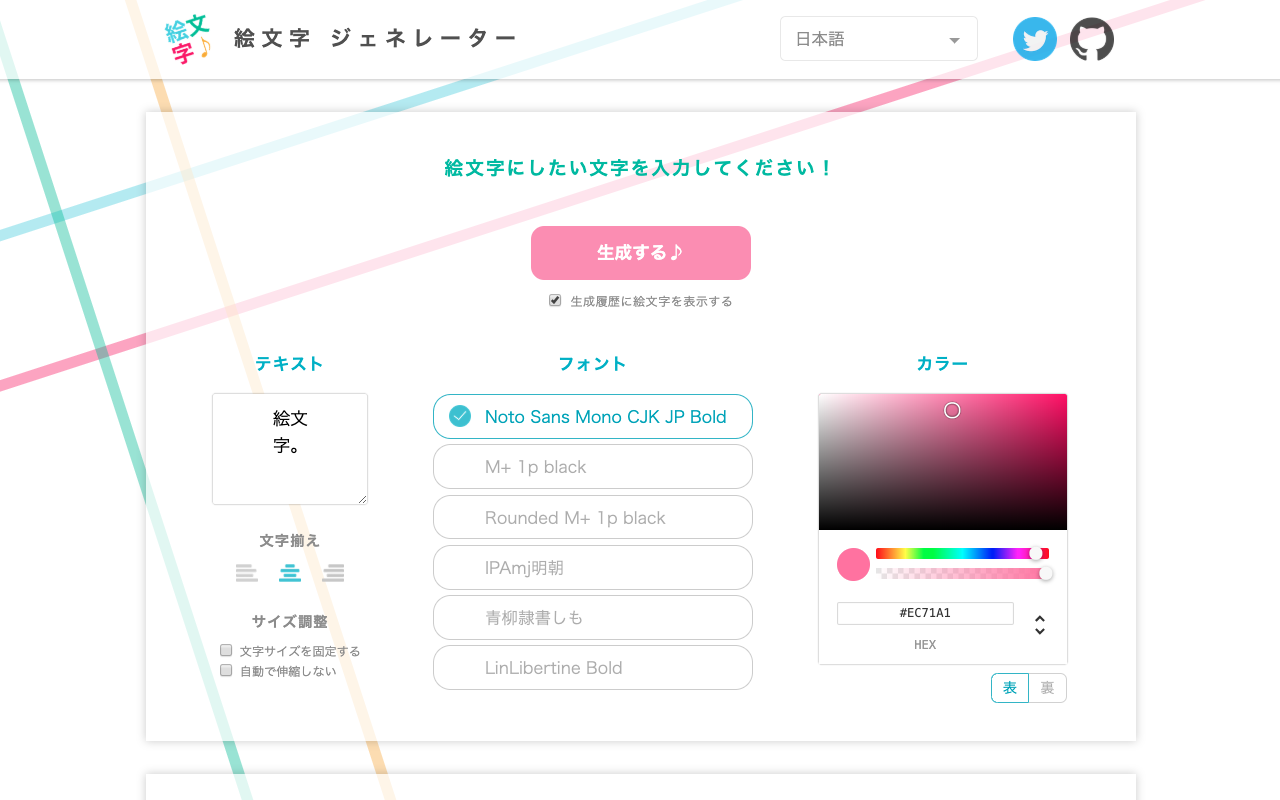 絵文字♪
絵文字 ジェネレーター
日本語
絵文字にしたい文字を入力してください！
生成する♪
生成履歴に絵文字を表示する
テキスト
絵文
字。
文字揃え
サイズ調整
文字サイズを固定する
自動で伸縮しない
フォント
Noto Sans Mono CJK JP Bold
M+ 1p black
Rounded M+ 1p black
IPAmj明朝
青柳隷書しも
LinLibertine Bold
カラー
#EC71A1
HEX
表
裏